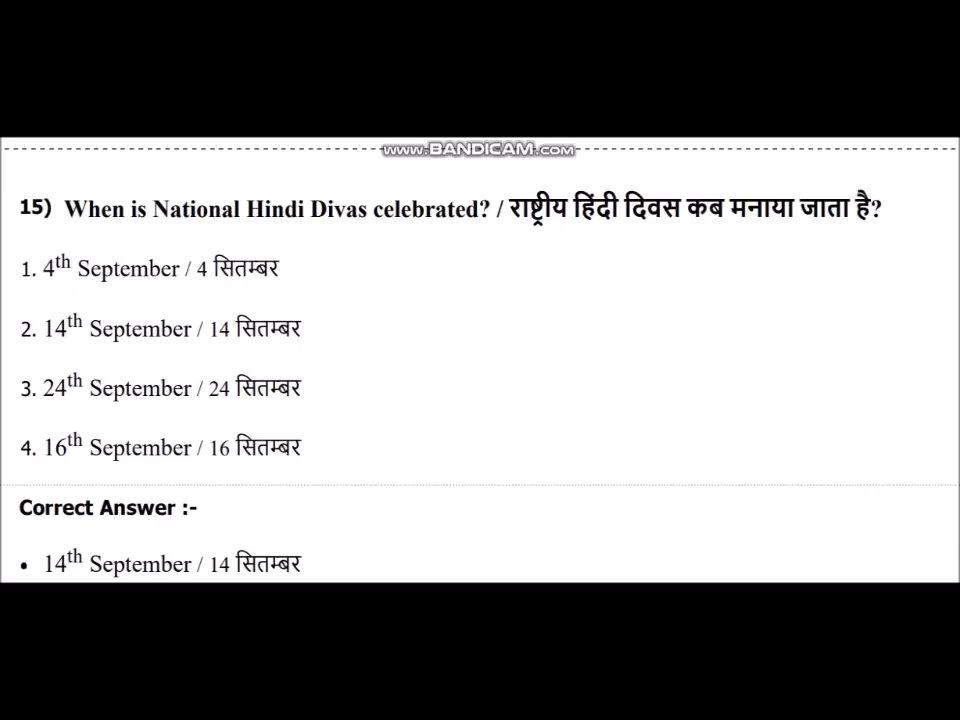 www.BANDICAM.com
15) When is National Hindi Divas celebrated? / राष्ट्रीय हिंदी दिवस कब मनाया जाता है?
1. 4th September / 4 सितम्बर
2. 14th September / 14 सितम्बर
3. 24th September / 24 सितम्बर
4. 16th September / 16 सितम्बर
Correct Answer :-
• 14th September / 14 सितम्बर